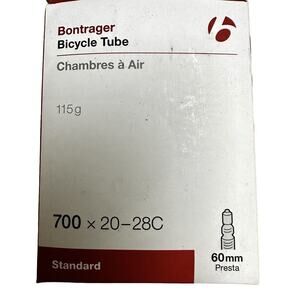 Bontrager
Bicycle Tube
Chambres à Air
115g
700 × 20–28C
60mm
Presta
Standard